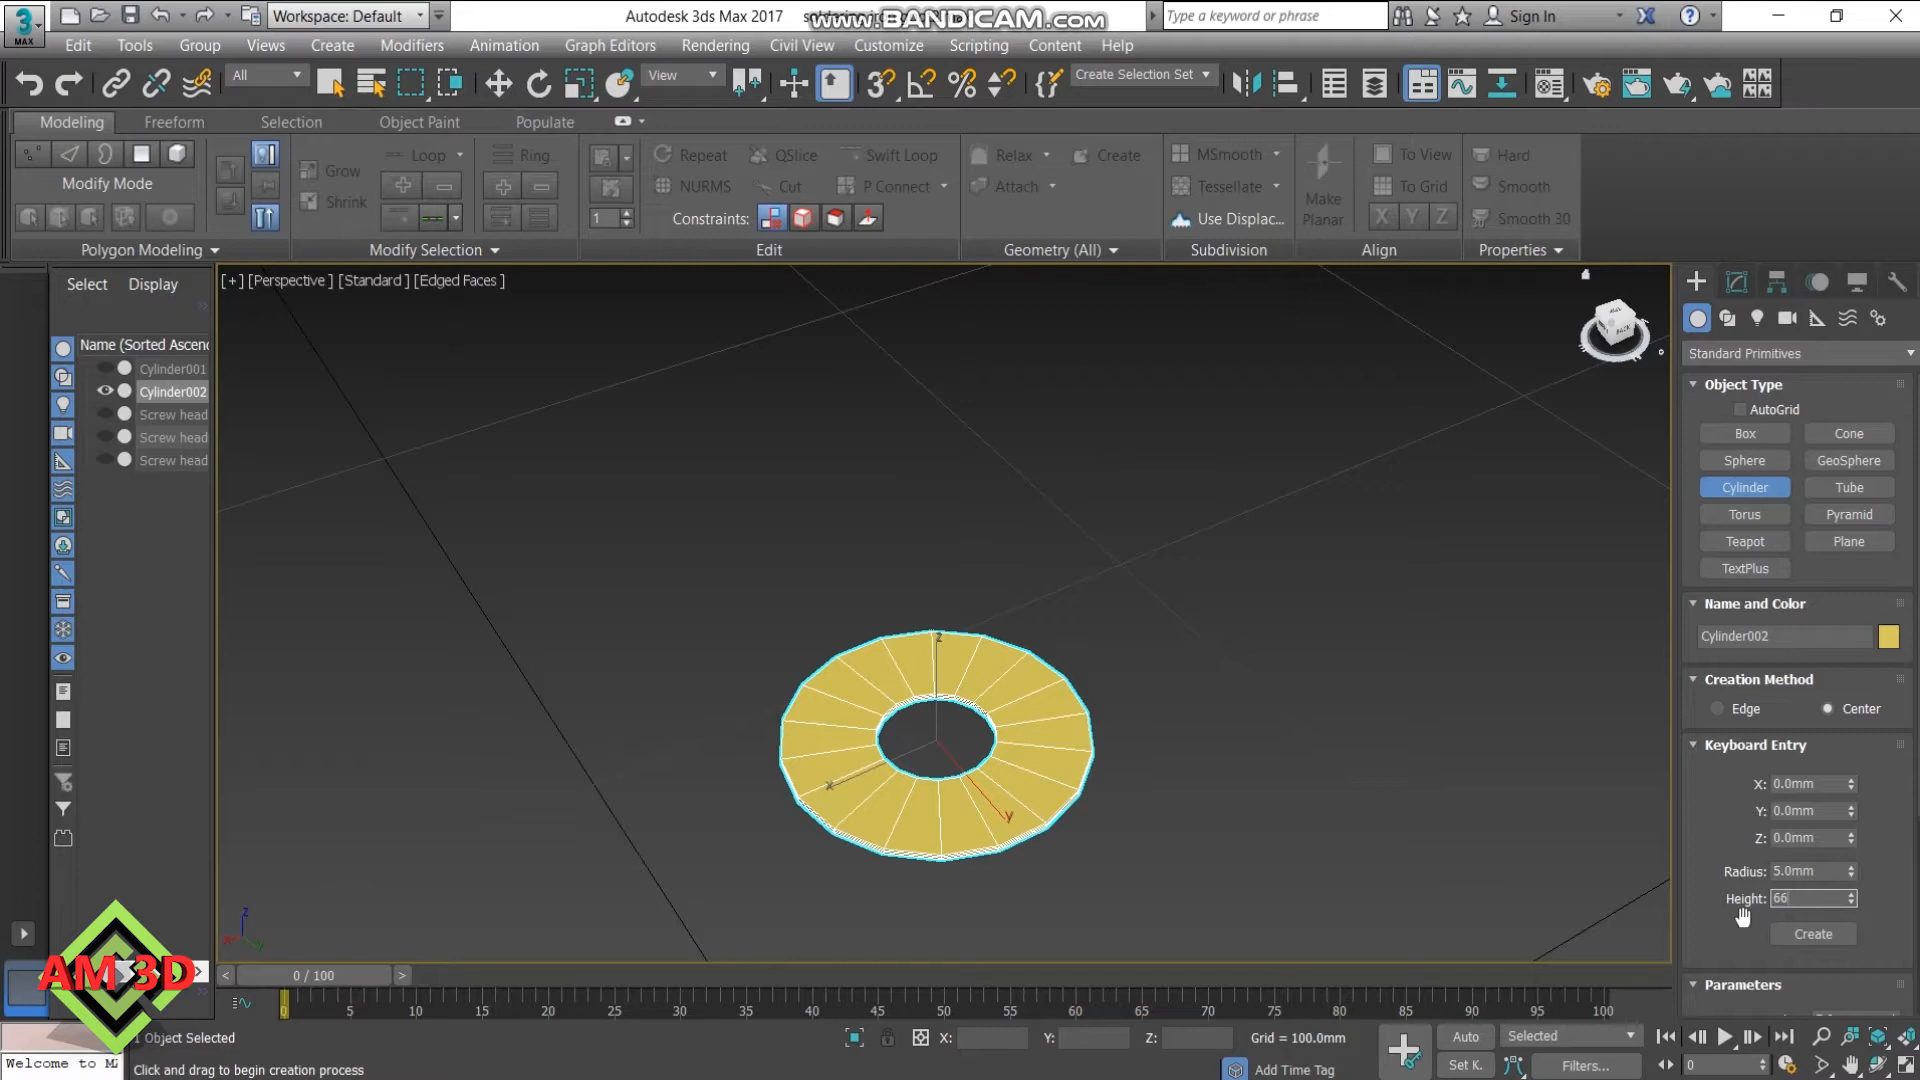 Workspace: Default
Autodesk 3ds Max 2017
www.BANDICAM.com
Type a keyword or phrase
Sign In
MAX
Edit Tools Group Views Create Modifiers Animation Graph Editors Rendering Civil View Customize Scripting Content Help
All
View
Create Selection Set
Modeling Freeform Selection Object Paint Populate
Loop Ring Repeat QSlice Swift Loop Relax Create MSmooth To View Hard
Grow
Modify Mode
NURMS Cut P Connect Attach Tessellate To Grid Smooth
Shrink
Make Planar
1
Constraints:
Use Displac...
X Y Z
Smooth 30
Polygon Modeling Modify Selection Edit Geometry (All) Subdivision Align Properties
Select Display
[+] [Perspective ] [Standard ] [Edged Faces ]
Name (Sorted Ascenc
Cylinder001
Cylinder002
Screw head
Screw head
Screw head
BACK
z
x
y
z
x
y
Standard Primitives
Object Type
AutoGrid
Box Cone
Sphere GeoSphere
Cylinder Tube
Torus Pyramid
Teapot Plane
TextPlus
Name and Color
Cylinder002
Creation Method
Edge Center
Keyboard Entry
X: 0.0mm
Y: 0.0mm
Z: 0.0mm
Radius: 5.0mm
Height: 66
Create
Parameters
AM 3D
< 0 / 100 >
0 5 10 15 20 25 30 35 40 45 50 55 60 65 70 75 80 85 90 95 100
1 Object Selected
X: Y: Z: Grid = 100.0mm
Auto Selected
Welcome to M
Click and drag to begin creation process
Add Time Tag
Set K. Filters...
0